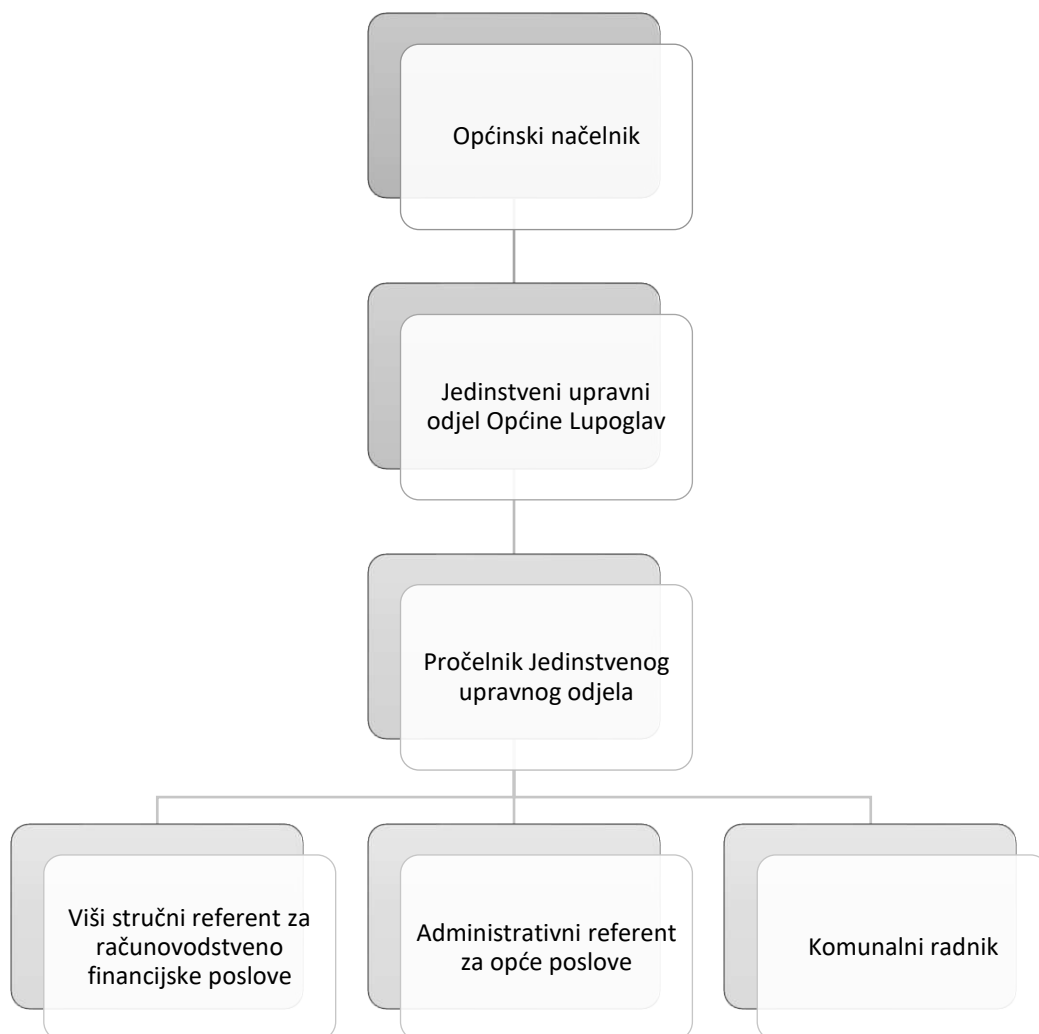 Općinski načelnik
Jedinstveni upravni
odjel Općine Lupoglav
Pročelnik Jedinstvenog
upravnog odjela
Viši stručni referent za
računovodstveno
financijske poslove
Administrativni referent
za opće poslove
Komunalni radnik